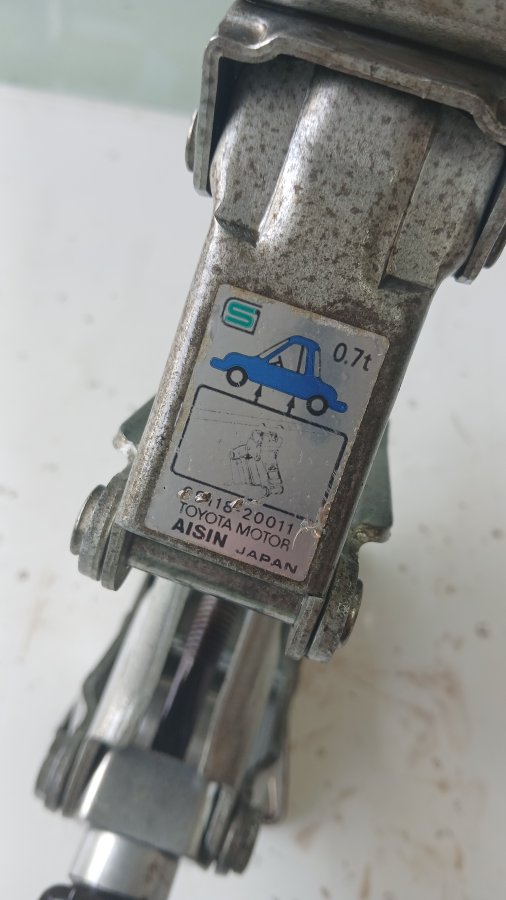 S
0.7t
TOYOTA MOTOR
AISIN JAPAN